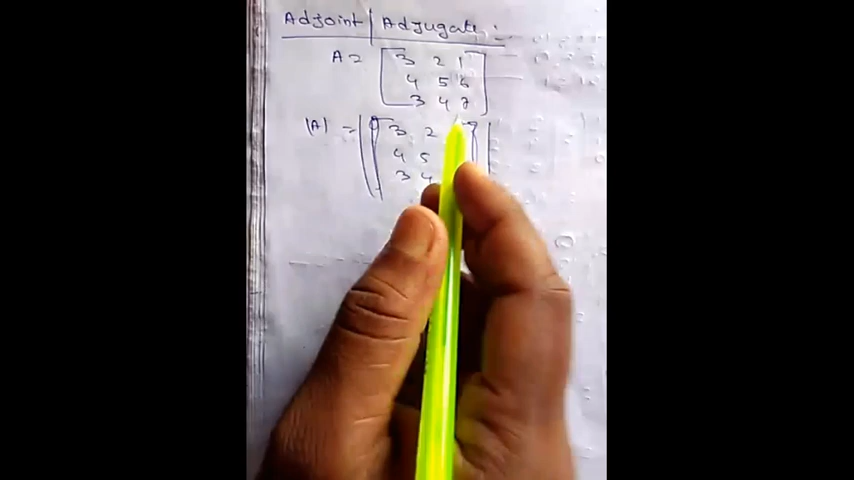 Adjoint | Adjugate :
A= [ 3 2 1
4 5 6
3 4 7 ]
|A| = | 3 2
4 5
3 4